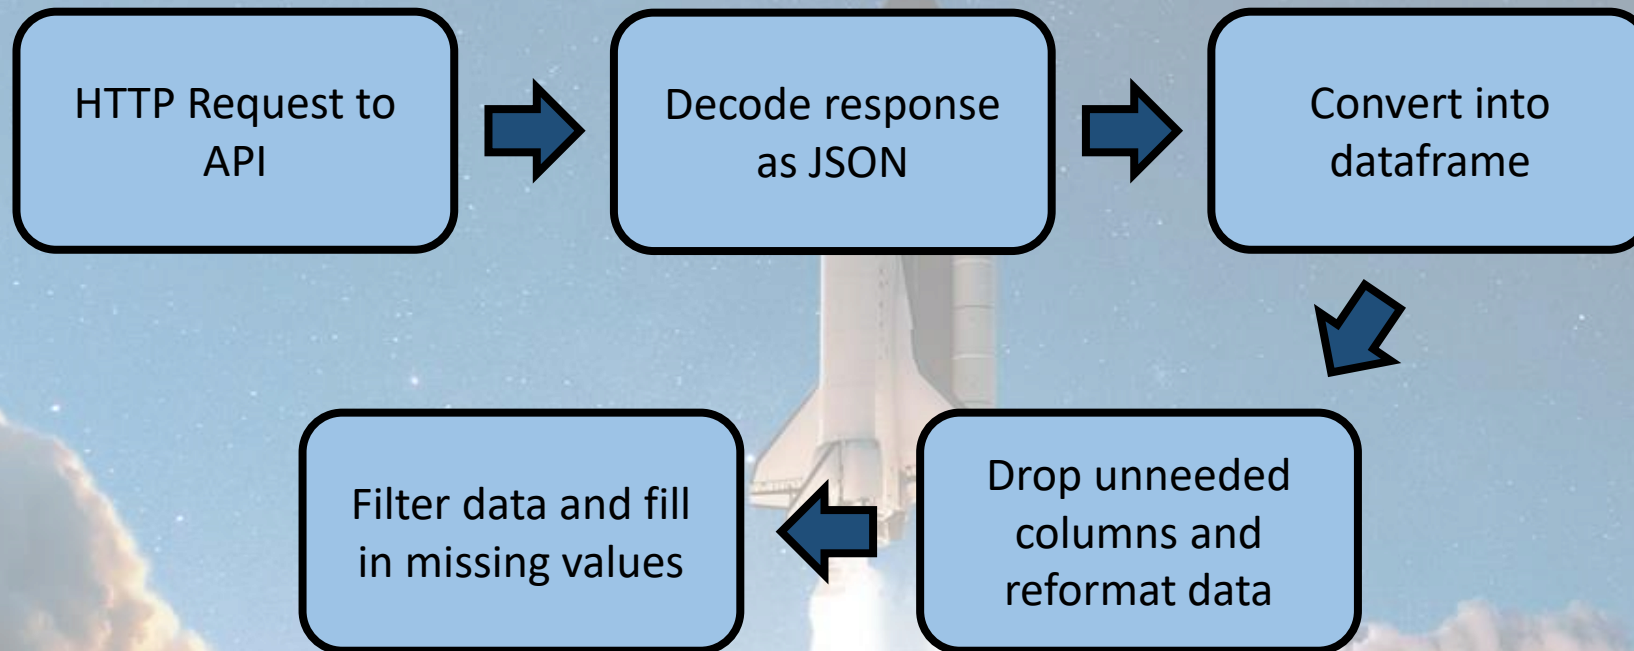 HTTP Request to
API
Decode response
as JSON
Convert into
dataframe
Drop unneeded
columns and
reformat data
Filter data and fill
in missing values